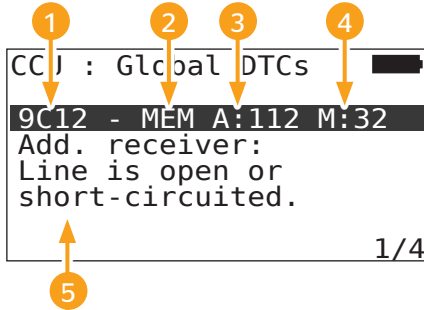 1 2 3 4
CCU : Global DTCs
9C12 - MEM A:112 M:32
Add. receiver:
Line is open or
short-circuited.
1/4
5